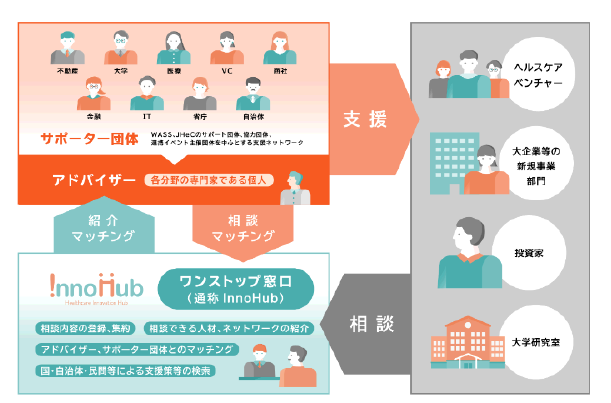 不動産
大学
医療
VC
商社
金融
IT
省庁
自治体
サポーター団体
WASS、JHeCのサポート団体、協力団体、
連携イベント主催団体を中心とする支援ネットワーク
アドバイザー
各分野の専門家である個人
紹介
マッチング
相談
マッチング
InnoHub
Healthcare Innovation Hub
ワンストップ窓口
（通称 InnoHub）
相談内容の登録、集約
相談できる人材、ネットワークの紹介
アドバイザー、サポーター団体とのマッチング
国・自治体・民間等による支援策等の検索
支援
相談
ヘルスケア
ベンチャー
大企業等の
新規事業
部門
投資家
大学研究室